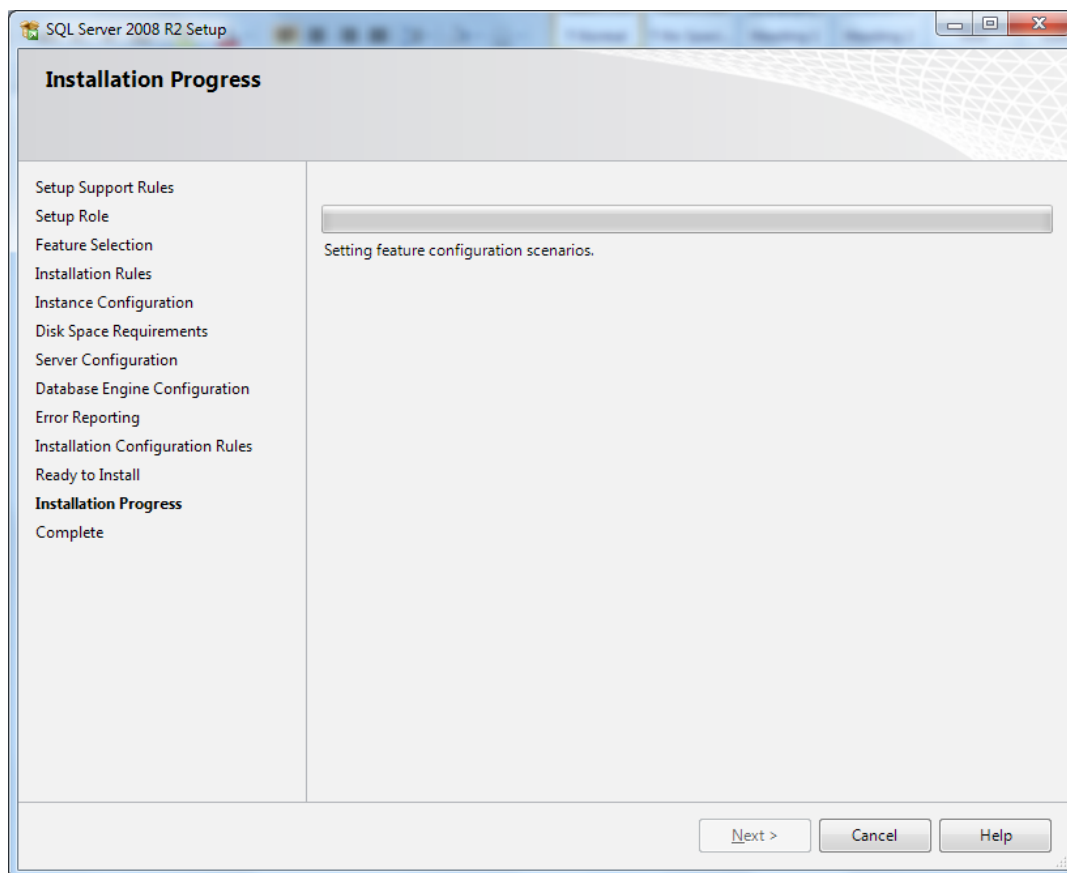 SQL Server 2008 R2 Setup
Installation Progress
Setup Support Rules
Setup Role
Feature Selection
Installation Rules
Instance Configuration
Disk Space Requirements
Server Configuration
Database Engine Configuration
Error Reporting
Installation Configuration Rules
Ready to Install
Installation Progress
Complete
Setting feature configuration scenarios.
Next >
Cancel
Help